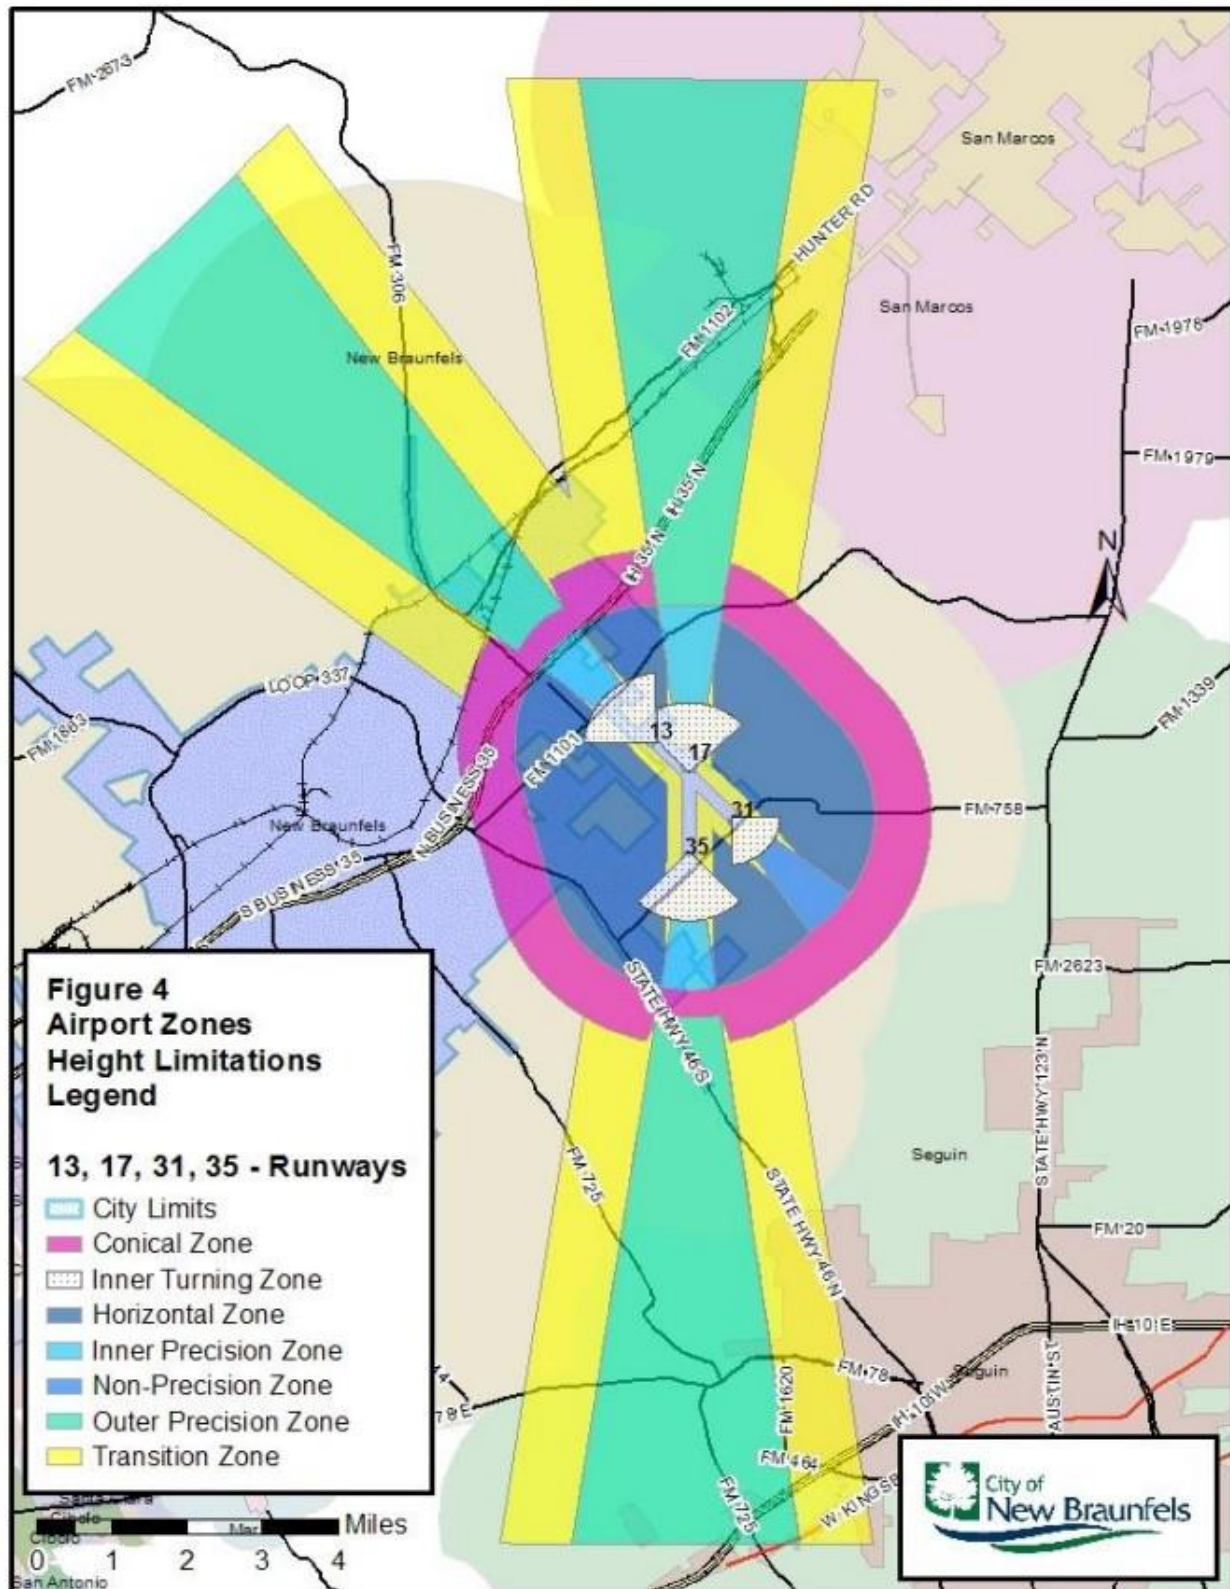 FM 2673
San Marcos
HUNTER RD
FM 306
FM 1102
San Marcos
FM 1978
New Braunfels
IH 35 N
FM 1979
IH 35 N
N
LOOP 337
FM 1863
FM 1339
13
17
FM 1101
N BUSINESS 35
31
FM 758
New Braunfels
35
S BUSINESS 35
FM 2623
STATE HWY 46 S
STATE HWY 123 N
Figure 4
Airport Zones
Height Limitations
Legend
13, 17, 31, 35 - Runways
City Limits
Conical Zone
Inner Turning Zone
Horizontal Zone
Inner Precision Zone
Non-Precision Zone
Outer Precision Zone
Transition Zone
FM 725
Seguin
STATE HWY 46 N
FM 20
IH 10 E
FM 78
Seguin
IH 10 W
AUSTIN ST
78 E
FM 1620
FM 464
FM 725
W KINGSB
City of
New Braunfels
Cibolo
Mar
Miles
Cibolo
0 1 2 3 4
San Antonio